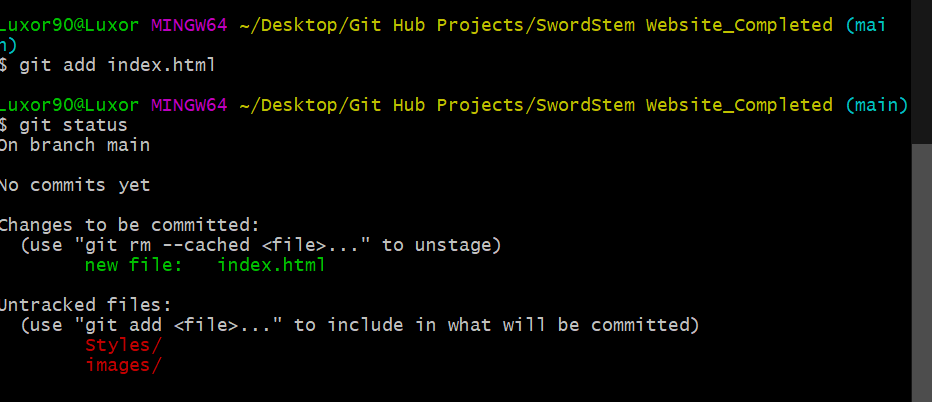 Luxor90@Luxor MINGW64 ~/Desktop/Git Hub Projects/SwordStem Website_Completed (mai
n)
$ git add index.html
Luxor90@Luxor MINGW64 ~/Desktop/Git Hub Projects/SwordStem Website_Completed (main)
$ git status
On branch main
No commits yet
Changes to be committed:
(use "git rm --cached <file>..." to unstage)
new file: index.html
Untracked files:
(use "git add <file>..." to include in what will be committed)
Styles/
images/